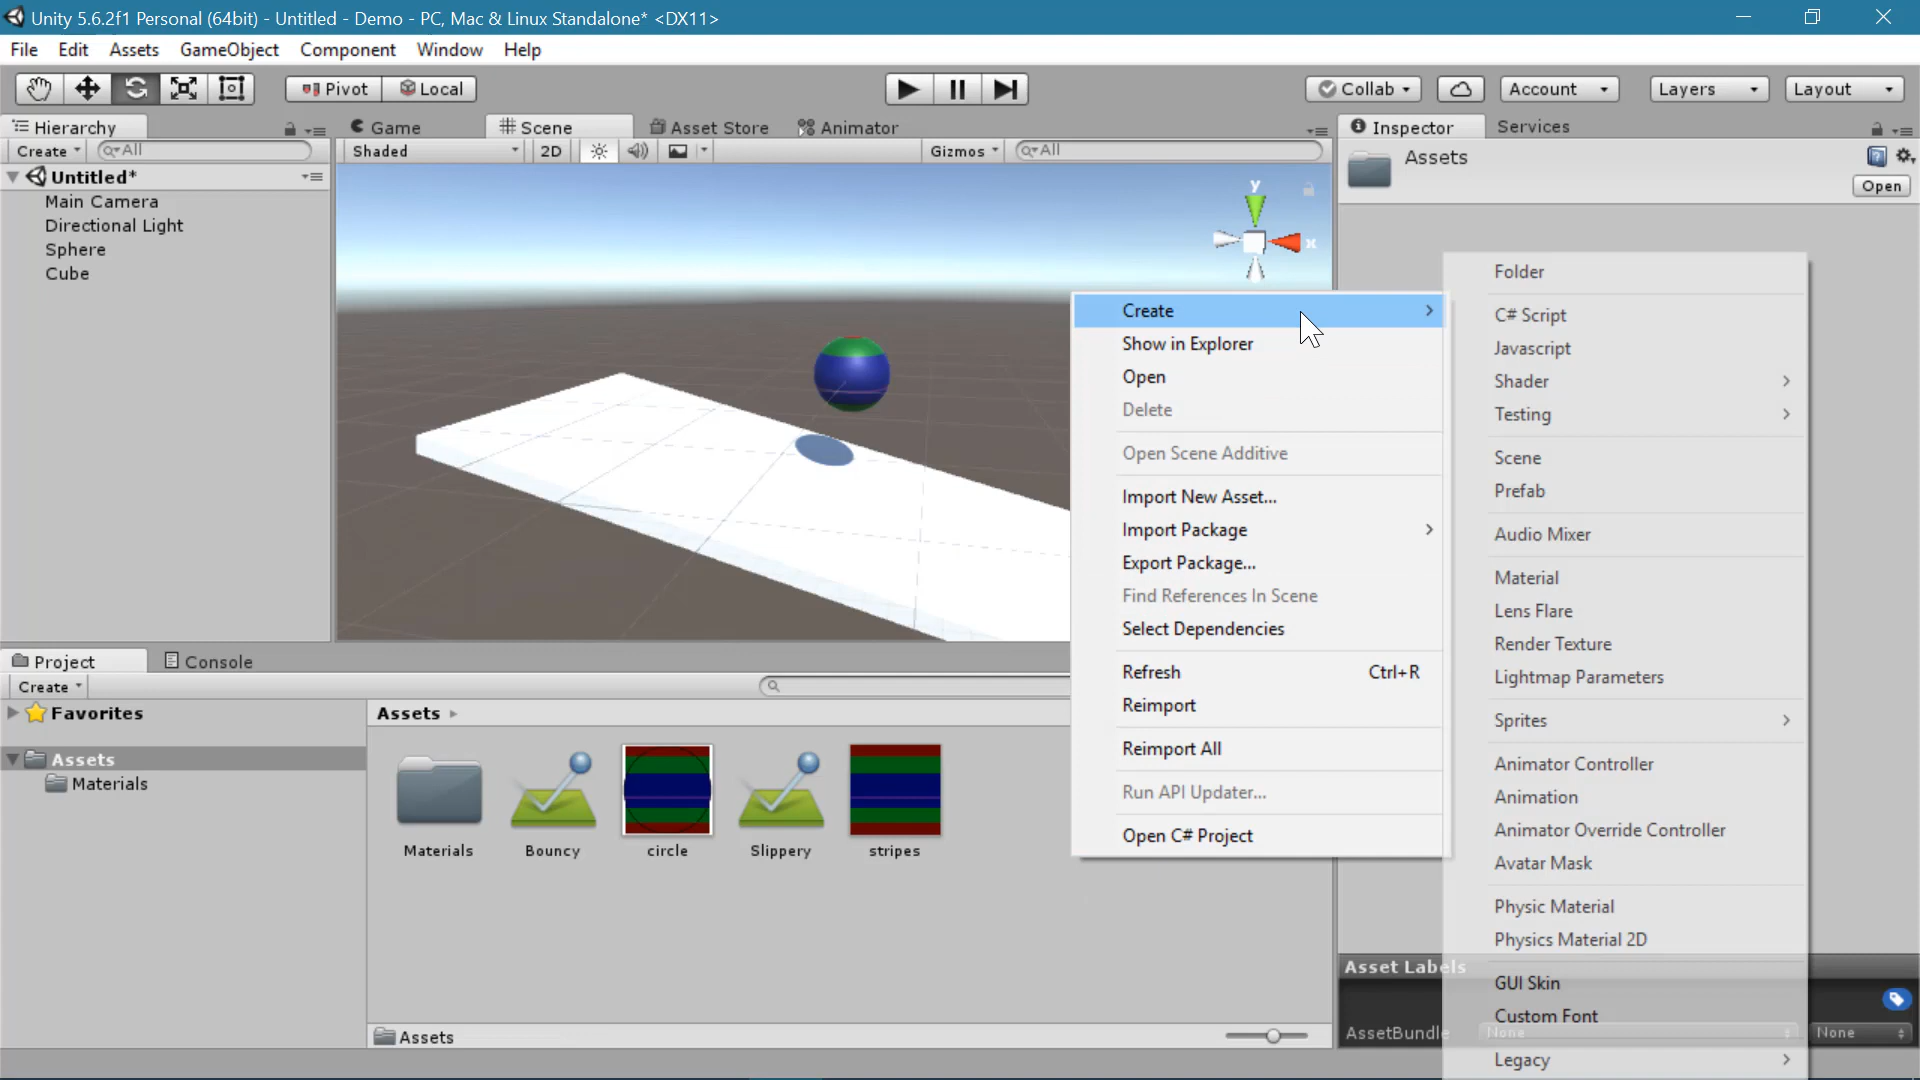 Unity 5.6.2f1 Personal (64bit) - Untitled - Demo - PC, Mac & Linux Standalone* <DX11>
File Edit Assets GameObject Component Window Help
Pivot Local Collab Account Layers Layout
Hierarchy Game Scene Asset Store Animator Inspector Services
Create All Shaded 2D Gizmos All
Assets
Open
Untitled*
Main Camera
Directional Light
Sphere
Cube
y
x
Create
Show in Explorer
Open
Delete
Open Scene Additive
Import New Asset...
Import Package
Export Package...
Find References In Scene
Select Dependencies
Refresh Ctrl+R
Reimport
Reimport All
Run API Updater...
Open C# Project
Folder
C# Script
Javascript
Shader
Testing
Scene
Prefab
Audio Mixer
Material
Lens Flare
Render Texture
Lightmap Parameters
Sprites
Animator Controller
Animation
Animator Override Controller
Avatar Mask
Physic Material
Physics Material 2D
GUI Skin
Custom Font
Legacy
Project Console
Create
Favorites
Assets
Materials
Assets
Materials Bouncy circle Slippery stripes
Assets
Asset Labels
AssetBundle None None